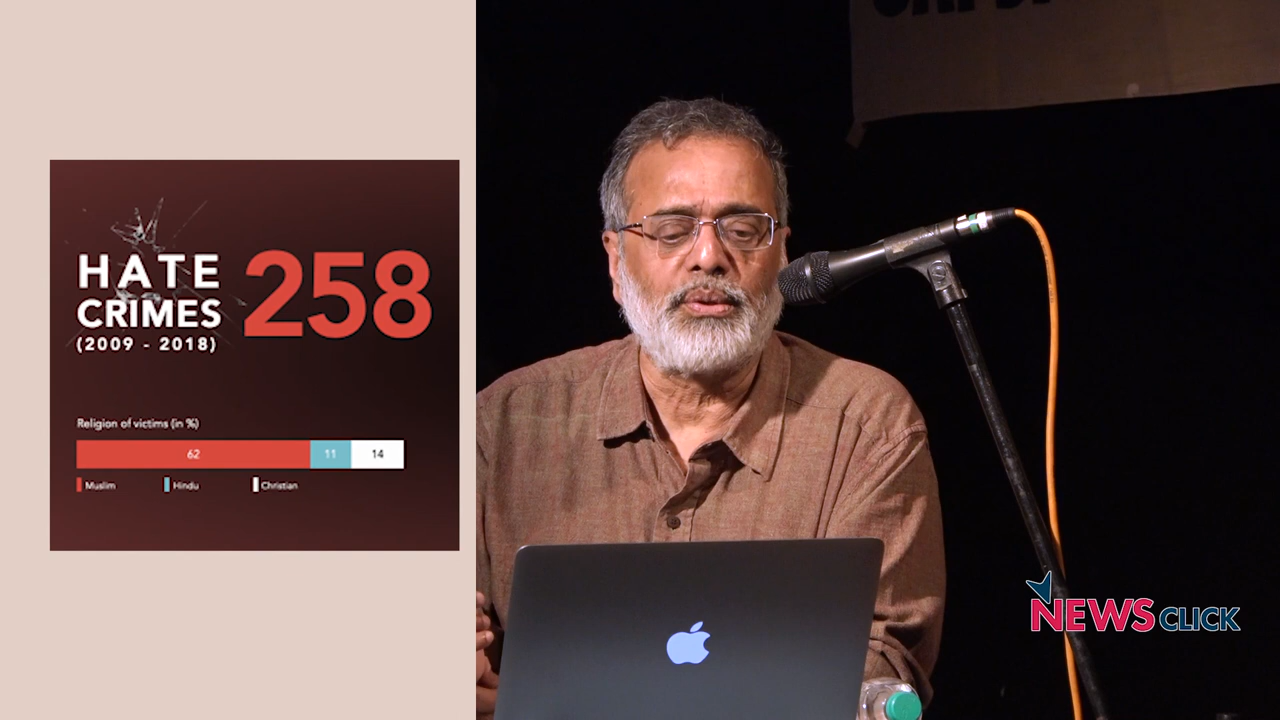 HATE
CRIMES
(2009 - 2018)
258
Religion of victims (in %)
62 11 14
Muslim Hindu Christian
NEWSCLICK